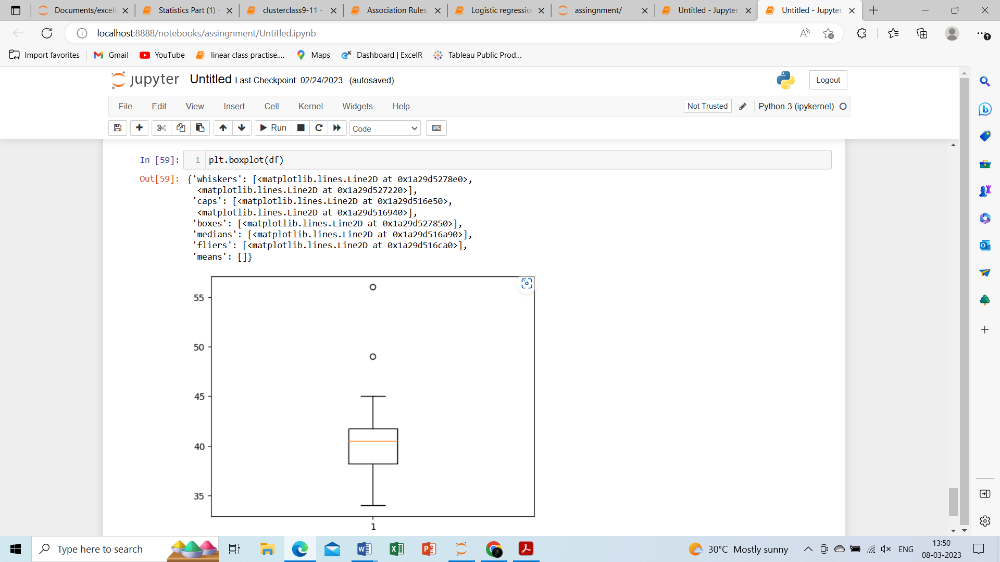 Documents/excelr
Statistics Part (1) -
clusterclass9-11 -
Association Rules
Logistic regression
assingnment/
Untitled - Jupyter
Untitled - Jupyter
localhost:8888/notebooks/assingnment/Untitled.ipynb
Import favorites
Gmail
YouTube
linear class practise....
Maps
Dashboard | ExcelR
Tableau Public Prod...
jupyter Untitled Last Checkpoint: 02/24/2023 (autosaved)
Logout
File Edit View Insert Cell Kernel Widgets Help
Not Trusted
Python 3 (ipykernel)
Run
Code
In [59]: 1 plt.boxplot(df)
Out[59]: {'whiskers': [<matplotlib.lines.Line2D at 0x1a29d5278e0>,
<matplotlib.lines.Line2D at 0x1a29d527220>],
'caps': [<matplotlib.lines.Line2D at 0x1a29d516e50>,
<matplotlib.lines.Line2D at 0x1a29d516940>],
'boxes': [<matplotlib.lines.Line2D at 0x1a29d527850>],
'medians': [<matplotlib.lines.Line2D at 0x1a29d516a90>],
'fliers': [<matplotlib.lines.Line2D at 0x1a29d516ca0>],
'means': []}
55
50
45
40
35
1
Type here to search
30°C Mostly sunny
ENG
13:50
08-03-2023